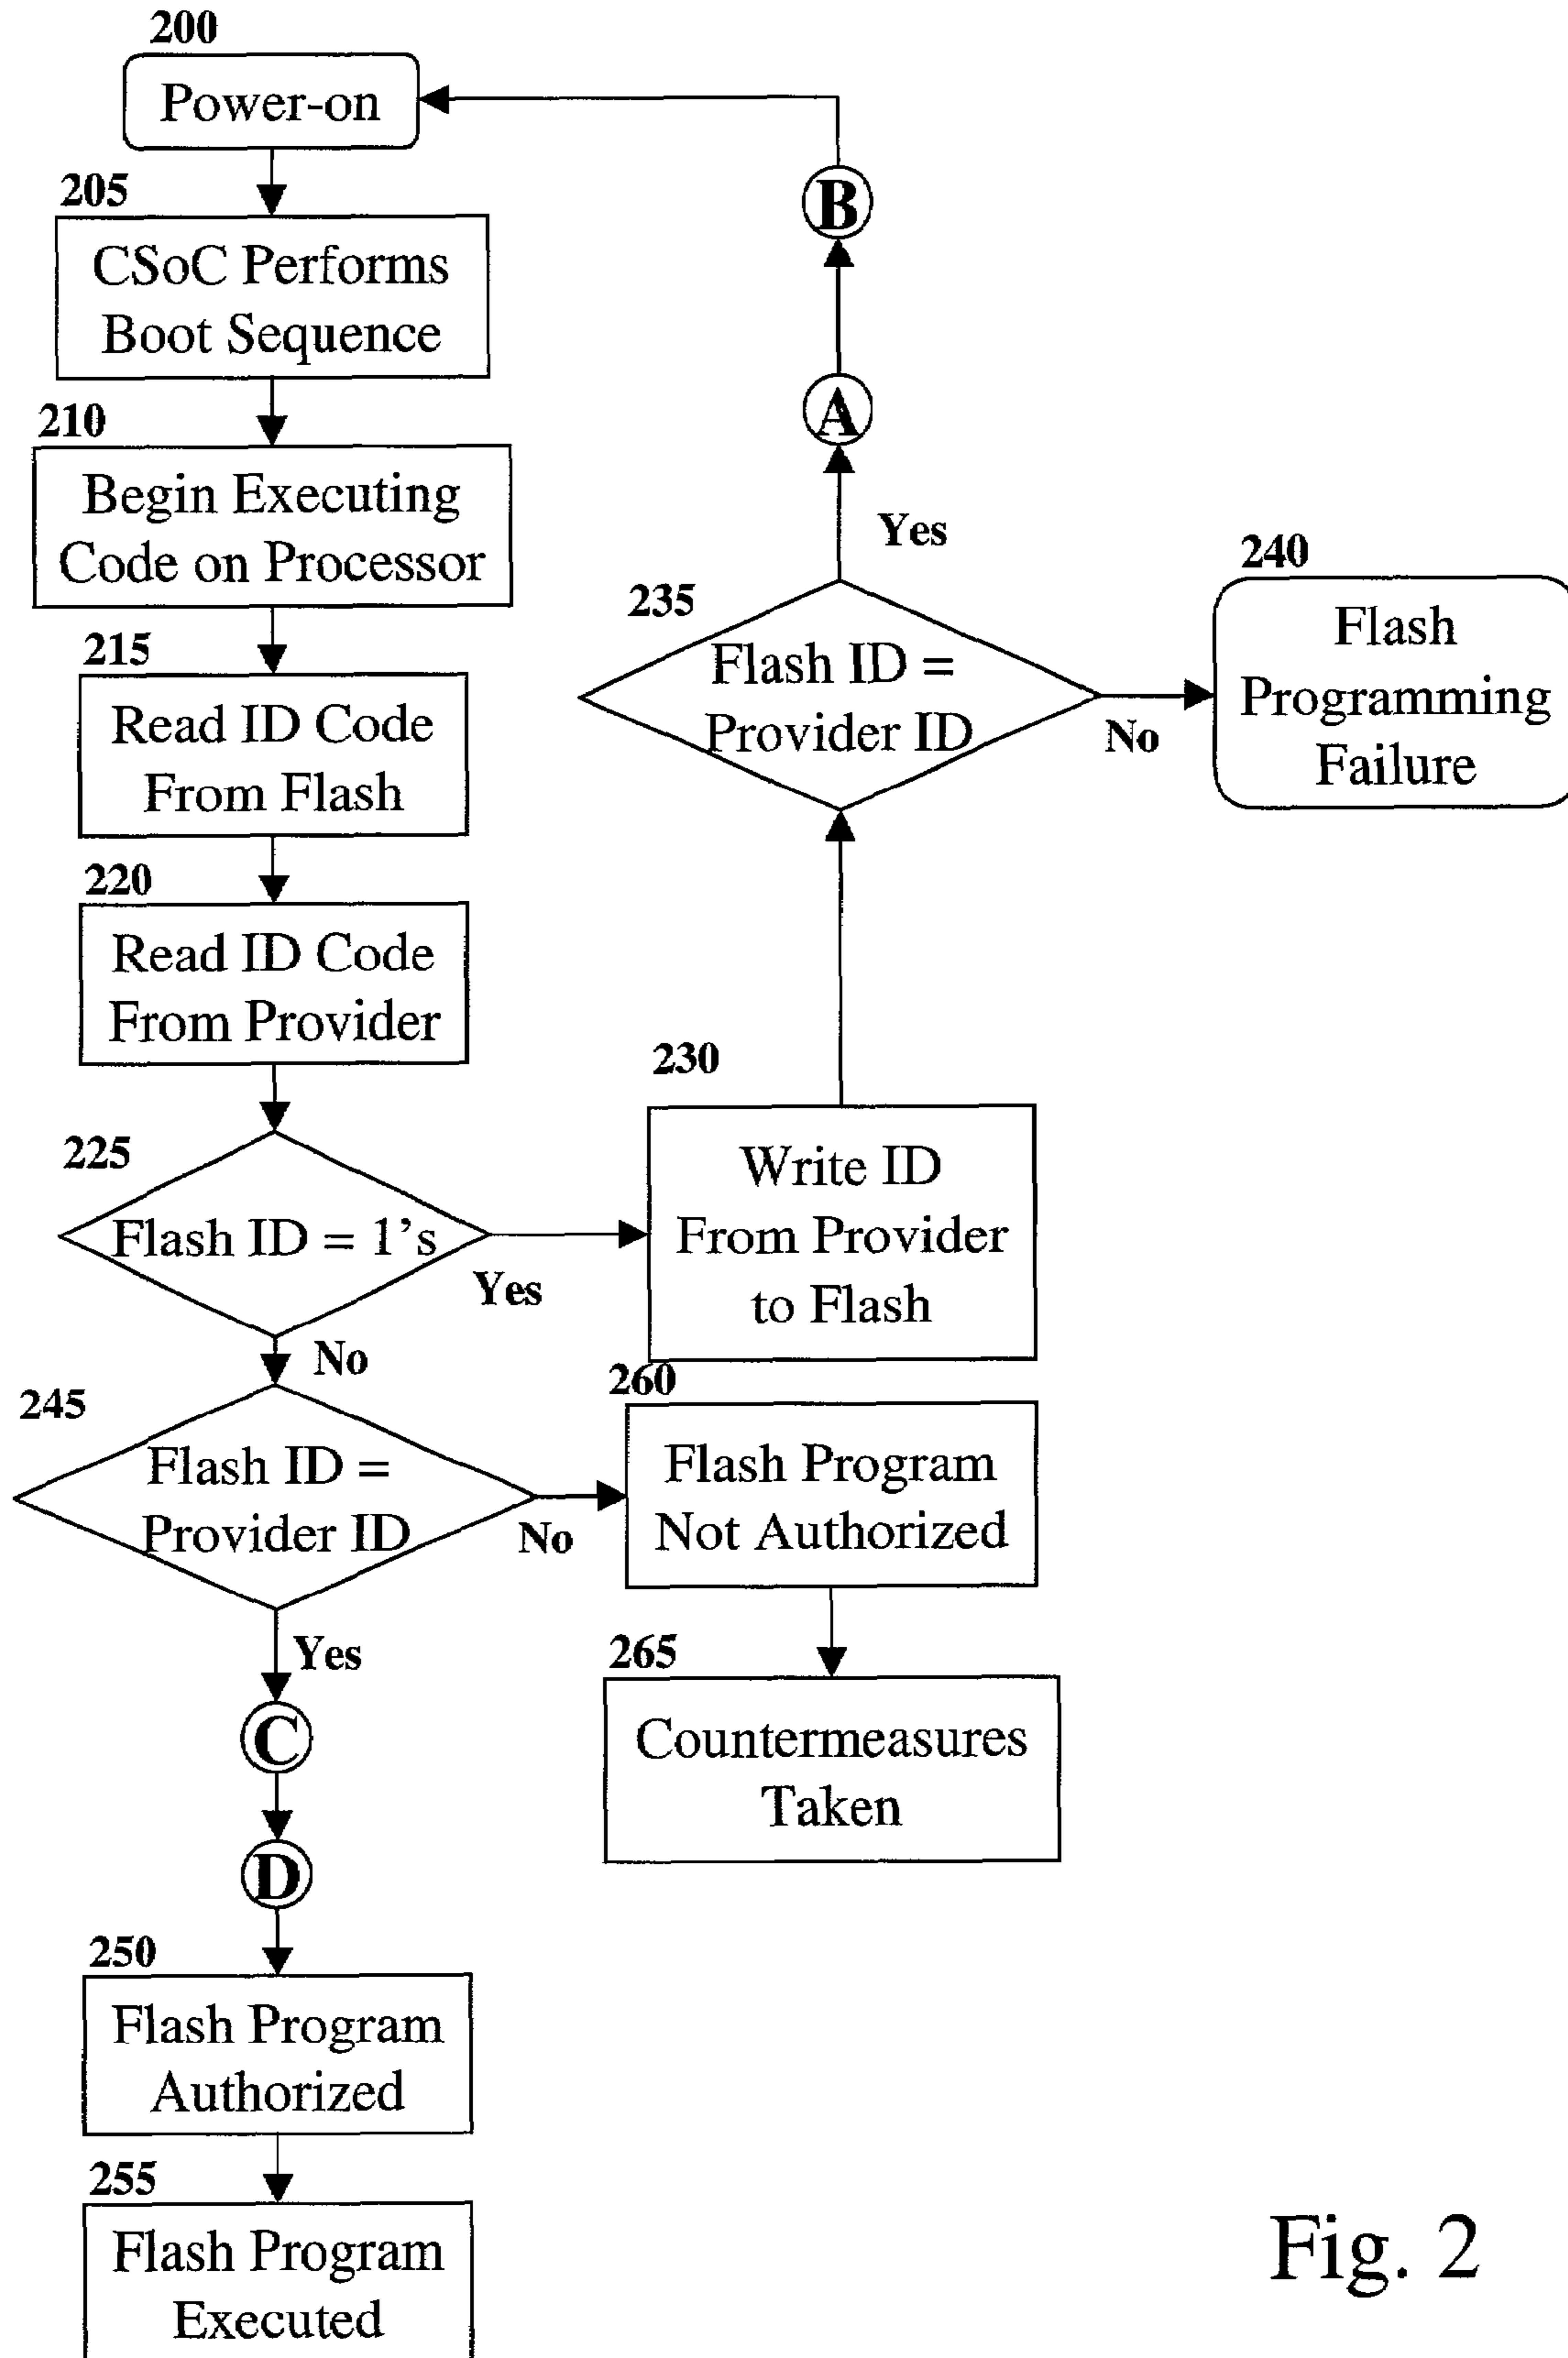 200
Power-on
205
CSoC Performs
Boot Sequence
210
Begin Executing
Code on Processor
215
Read ID Code
From Flash
220
Read ID Code
From Provider
225
Flash ID = 1's
Yes
No
230
Write ID
From Provider
to Flash
235
Flash ID =
Provider ID
Yes
No
A
B
240
Flash
Programming
Failure
245
Flash ID =
Provider ID
No
Yes
260
Flash Program
Not Authorized
265
Countermeasures
Taken
C
D
250
Flash Program
Authorized
255
Flash Program
Executed
Fig. 2